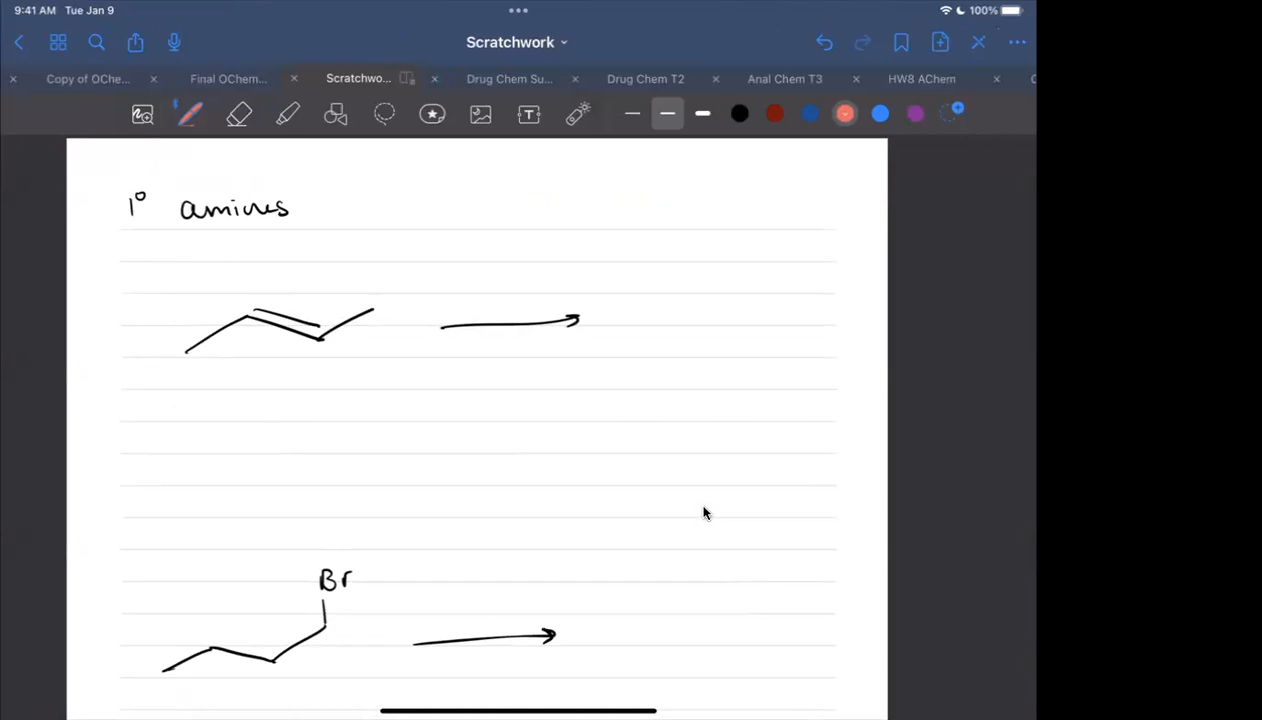 9:41 AM Tue Jan 9
100%
Scratchwork
Copy of OChe...
Final OChem...
Scratchwo...
Drug Chem Su...
Drug Chem T2
Anal Chem T3
HW8 AChem
1° amines
Br